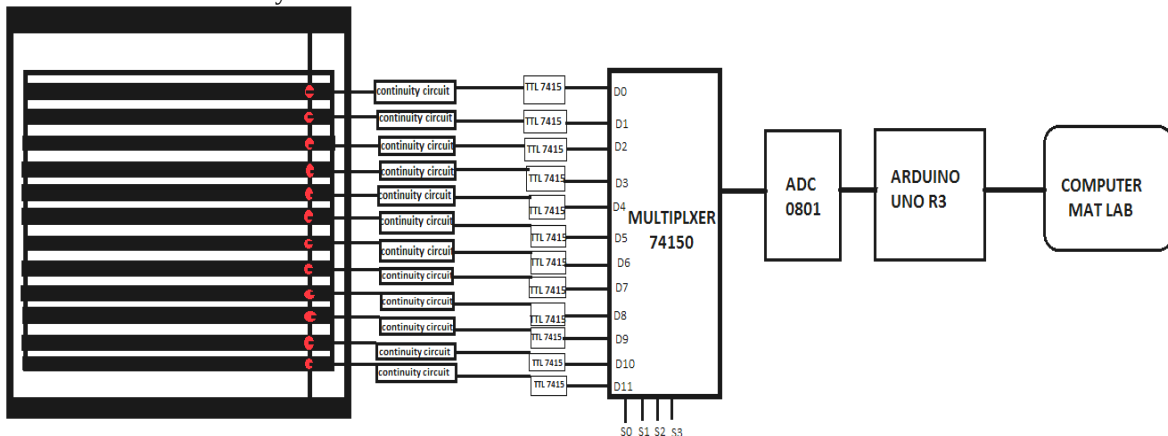 continuity circuit
continuity circuit
continuity circuit
continuity circuit
continuity circuit
continuity circuit
continuity circuit
continuity circuit
continuity circuit
continuity circuit
continuity circuit
continuity circuit
TTL 7415
TTL 7415
TTL 7415
TTL 7415
TTL 7415
TTL 7415
TTL 7415
TTL 7415
TTL 7415
TTL 7415
TTL 7415
TTL 7415
D0
D1
D2
D3
D4
D5
D6
D7
D8
D9
D10
D11
MULTIPLXER
74150
S0 S1 S2 S3
ADC
0801
ARDUINO
UNO R3
COMPUTER
MAT LAB